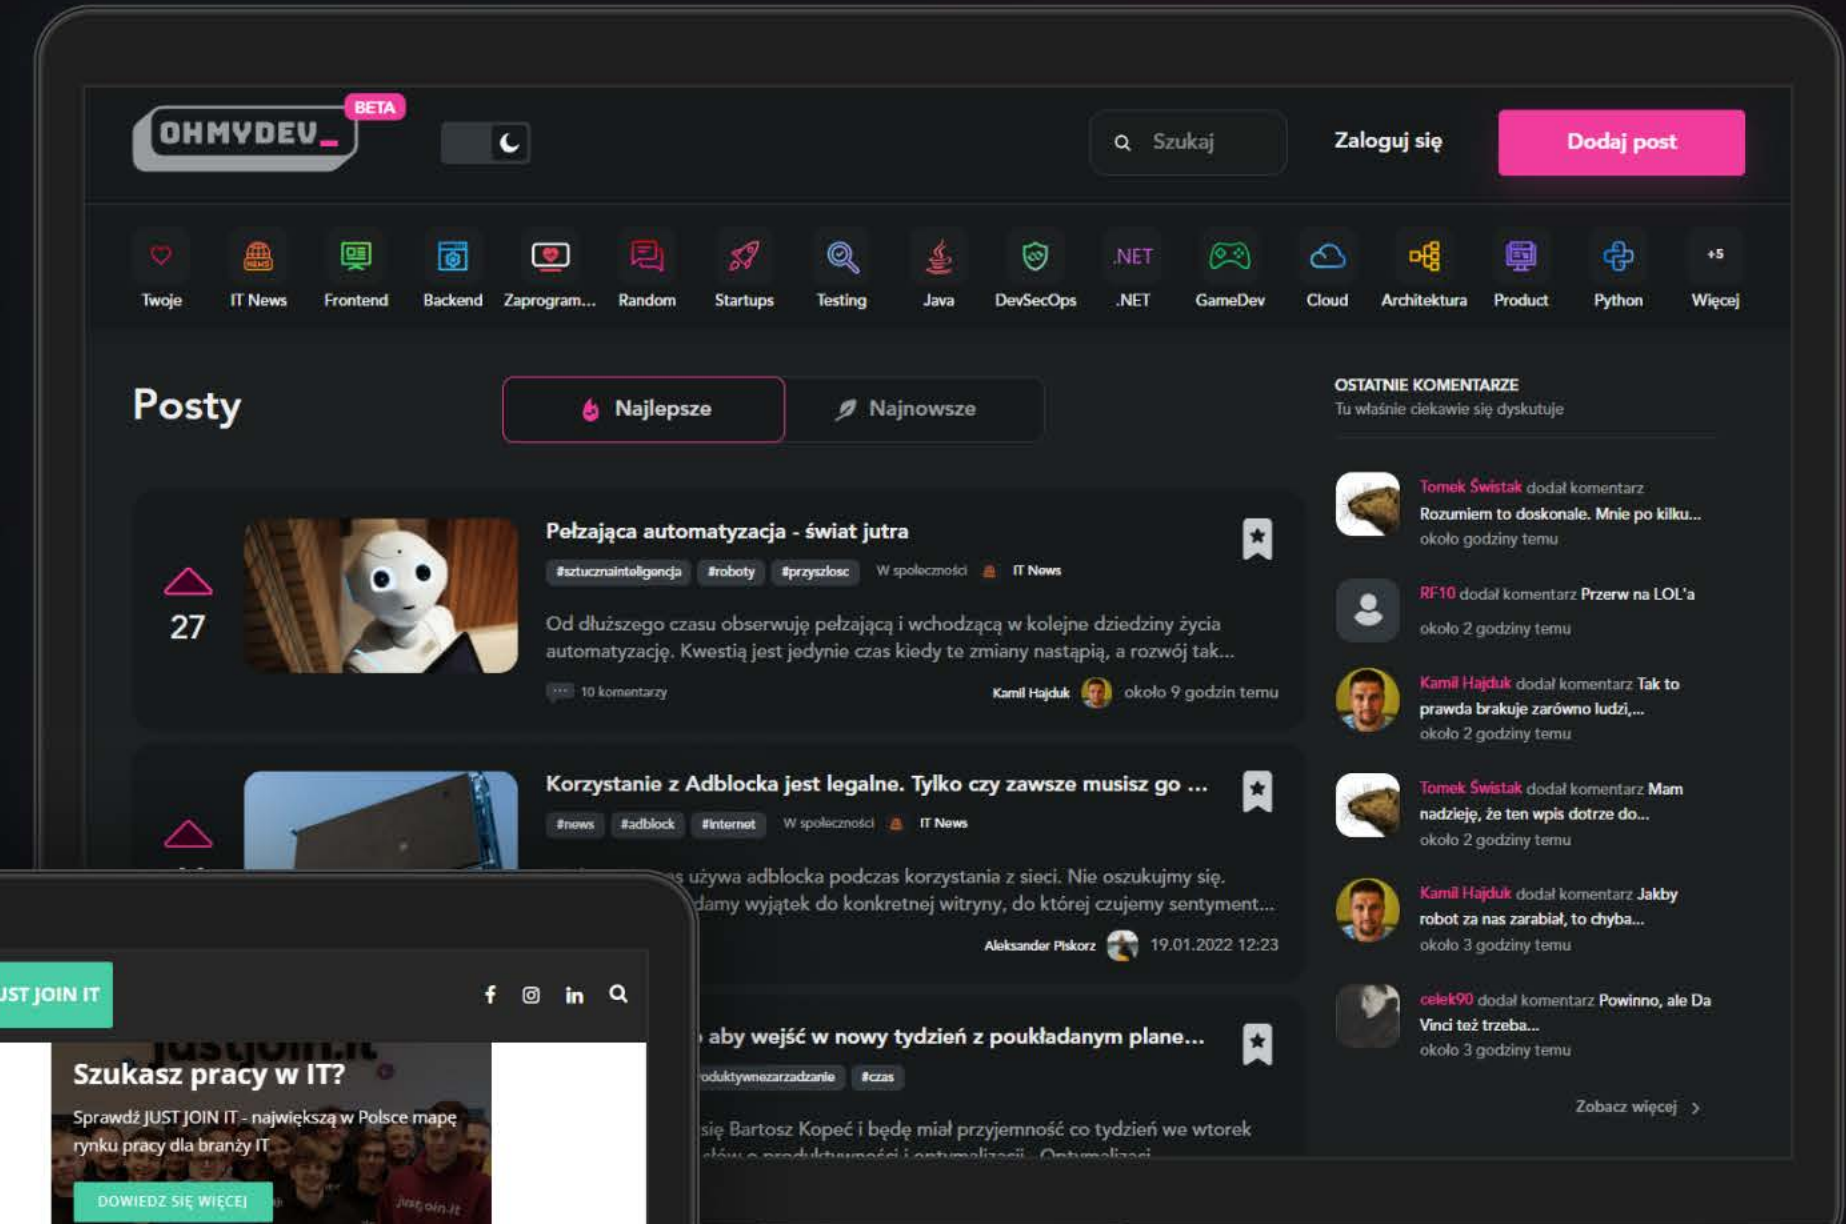 OHMYDEV_
BETA
Szukaj
Zaloguj się
Dodaj post
NEWS
.NET
+5
Twoje
IT News
Frontend
Backend
Zaprogram...
Random
Startups
Testing
Java
DevSecOps
.NET
GameDev
Cloud
Architektura
Product
Python
Więcej
Posty
Najlepsze
Najnowsze
27
Pełzająca automatyzacja - świat jutra
#sztucznainteligencja #roboty #przyszlosc W społeczności IT News
Od dłuższego czasu obserwuję pełzającą i wchodzącą w kolejne dziedziny życia
automatyzację. Kwestią jest jedynie czas kiedy te zmiany nastąpią, a rozwój tak...
10 komentarzy
Kamil Hajduk około 9 godzin temu
Korzystanie z Adblocka jest legalne. Tylko czy zawsze musisz go ...
#news #adblock #internet W społeczności IT News
używa adblocka podczas korzystania z sieci. Nie oszukujmy się.
wyjątek do konkretnej witryny, do której czujemy sentyment...
Aleksander Piskorz 19.01.2022 12:23
aby wejść w nowy tydzień z poukładanym plane...
#czas
się Bartosz Kopeć i będę miał przyjemność co tydzień we wtorek
o produktywności i optymalizacji. Optymalizacj
OSTATNIE KOMENTARZE
Tu właśnie ciekawie się dyskutuje
Tomek Świstak dodał komentarz
Rozumiem to doskonale. Mnie po kilku...
około godziny temu
RF10 dodał komentarz Przerw na LOL'a
około 2 godziny temu
Kamil Hajduk dodał komentarz Tak to
prawda brakuje zarówno ludzi,...
około 2 godziny temu
Tomek Świstak dodał komentarz Mam
nadzieję, że ten wpis dotrze do...
około 2 godziny temu
Kamil Hajduk dodał komentarz Jakby
robot za nas zarabiał, to chyba...
około 3 godziny temu
celek90 dodał komentarz Powinno, ale Da
Vinci też trzeba...
około 3 godziny temu
Zobacz więcej
UST JOIN IT
justjoin.it
Szukasz pracy w IT?
Sprawdź JUST JOIN IT - największą w Polsce mapę
rynku pracy dla branży IT
DOWIEDZ SIĘ WIĘCEJ
justjoin.it